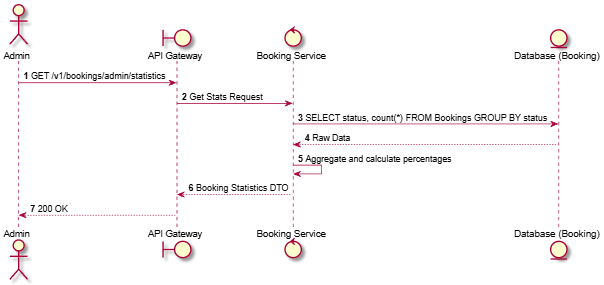 Admin API Gateway Booking Service Database (Booking)
1 GET /v1/bookings/admin/statistics
2 Get Stats Request
3 SELECT status, count(*) FROM Bookings GROUP BY status
4 Raw Data
5 Aggregate and calculate percentages
6 Booking Statistics DTO
7 200 OK
Admin API Gateway Booking Service Database (Booking)